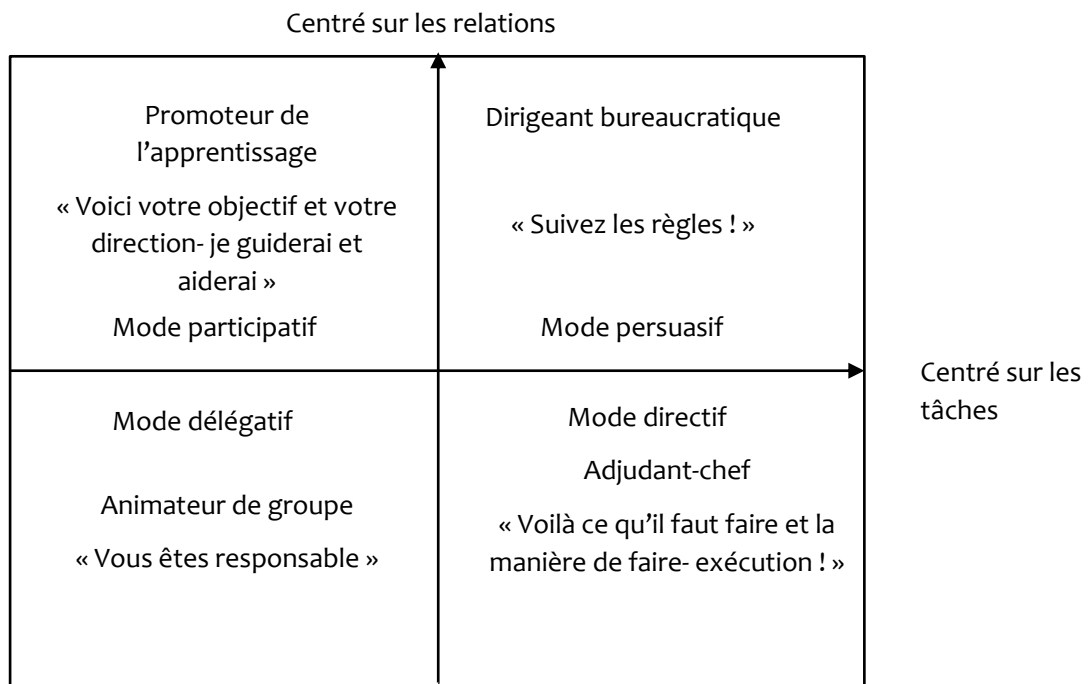 Centré sur les relations
Promoteur de
l’apprentissage
« Voici votre objectif et votre
direction- je guiderai et
aiderai »
Mode participatif
Dirigeant bureaucratique
« Suivez les règles ! »
Mode persuasif
Centré sur les
tâches
Mode délégatif
Animateur de groupe
« Vous êtes responsable »
Mode directif
Adjudant-chef
« Voilà ce qu’il faut faire et la
manière de faire- exécution ! »